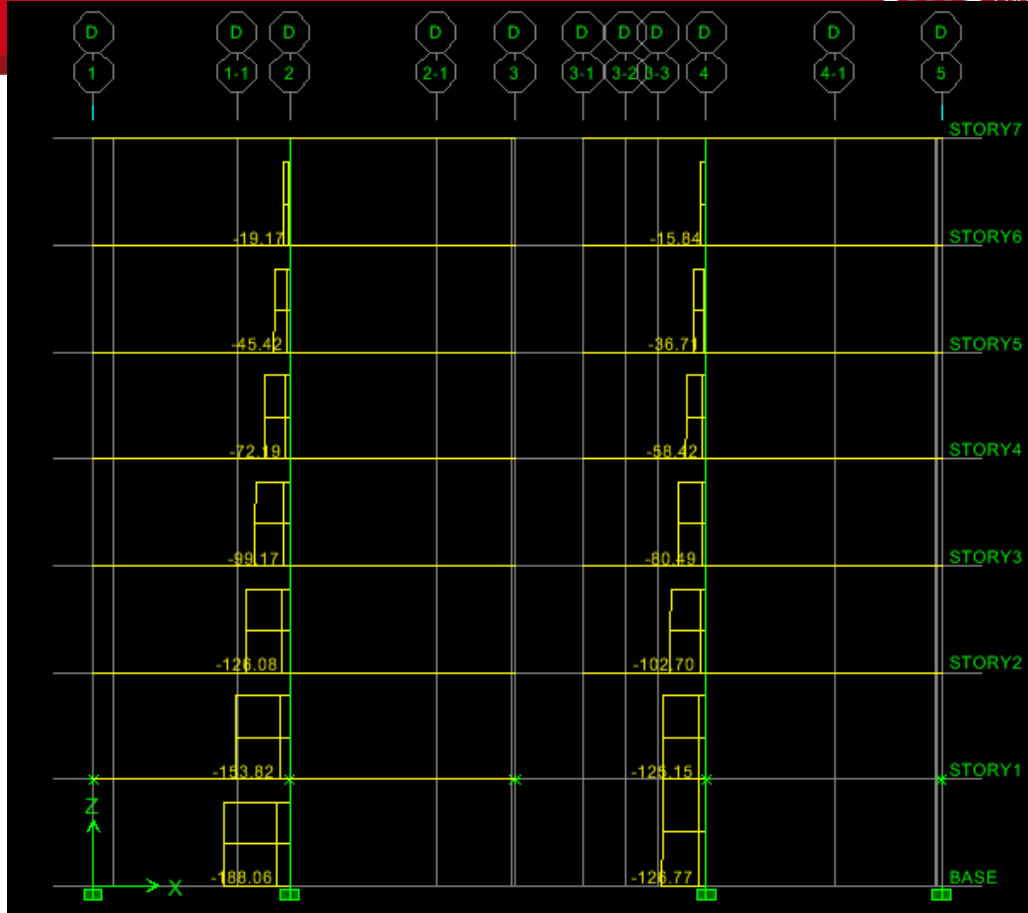 D D D D D D D D D D D
1 1-1 2 2-1 3 3-1 3-2 3-3 4 4-1 5
STORY7
-19.17 -15.84 STORY6
-45.42 -36.71 STORY5
-72.19 -58.42 STORY4
-99.17 -80.49 STORY3
-126.08 -102.70 STORY2
-153.82 -125.15 STORY1
Z
-188.06 -126.77 BASE
X